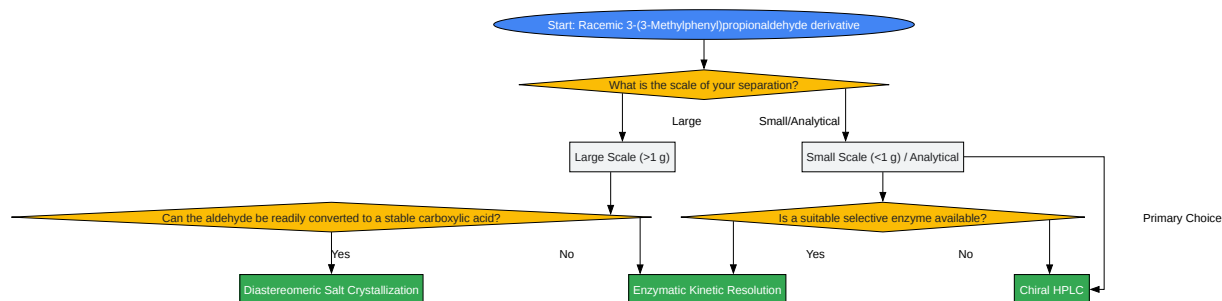 Start: Racemic 3-(3-Methylphenyl)propionaldehyde derivative
What is the scale of your separation?
Large
Small/Analytical
Large Scale (>1 g)
Small Scale (<1 g) / Analytical
Can the aldehyde be readily converted to a stable carboxylic acid?
Is a suitable selective enzyme available?
Primary Choice
Yes
No
Yes
No
Diastereomeric Salt Crystallization
Enzymatic Kinetic Resolution
Chiral HPLC